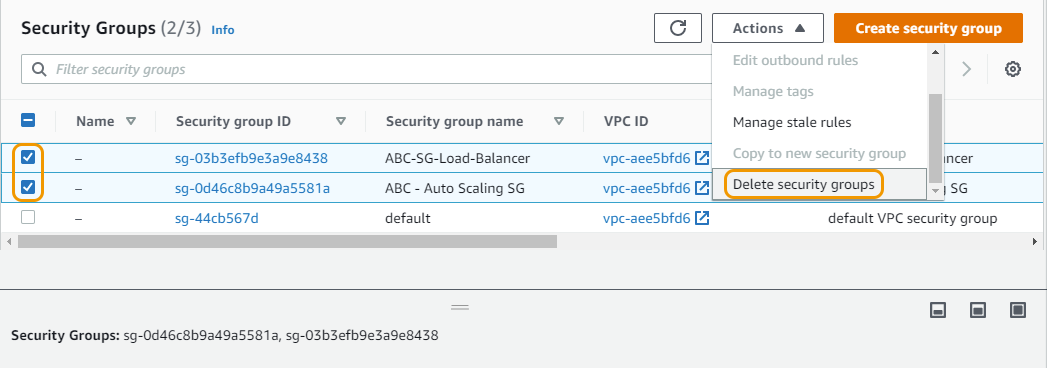 Security Groups (2/3) Info
Actions
Create security group
Filter security groups
Edit outbound rules
Manage tags
Manage stale rules
Copy to new security group
Delete security groups
Name Security group ID Security group name VPC ID
– sg-03b3efb9e3a9e8438 ABC-SG-Load-Balancer vpc-aee5bfd6 ancer
– sg-0d46c8b9a49a5581a ABC - Auto Scaling SG vpc-aee5bfd6 g SG
– sg-44cb567d default vpc-aee5bfd6 default VPC security group
Security Groups: sg-0d46c8b9a49a5581a, sg-03b3efb9e3a9e8438